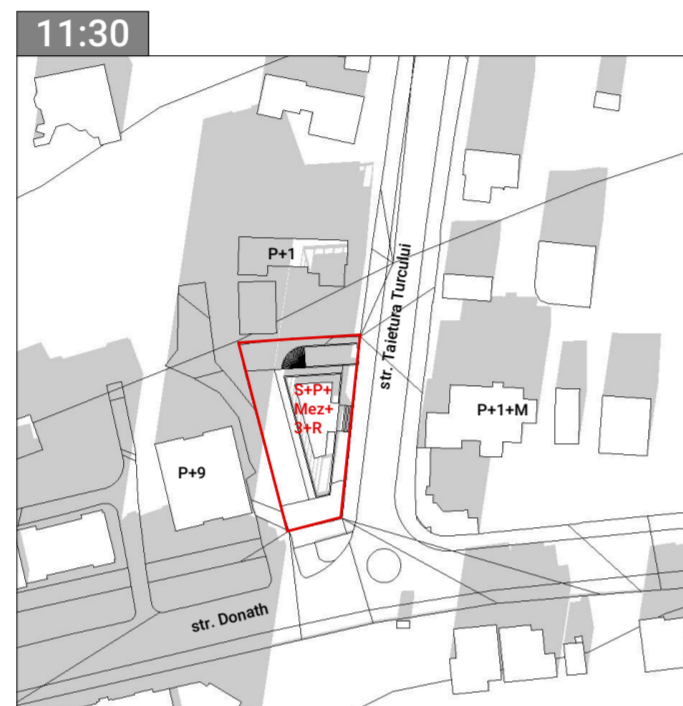 11:30
P+1
str. Taietura Turcului
S+P+
Mez+
3+R
P+1+M
P+9
str. Donath